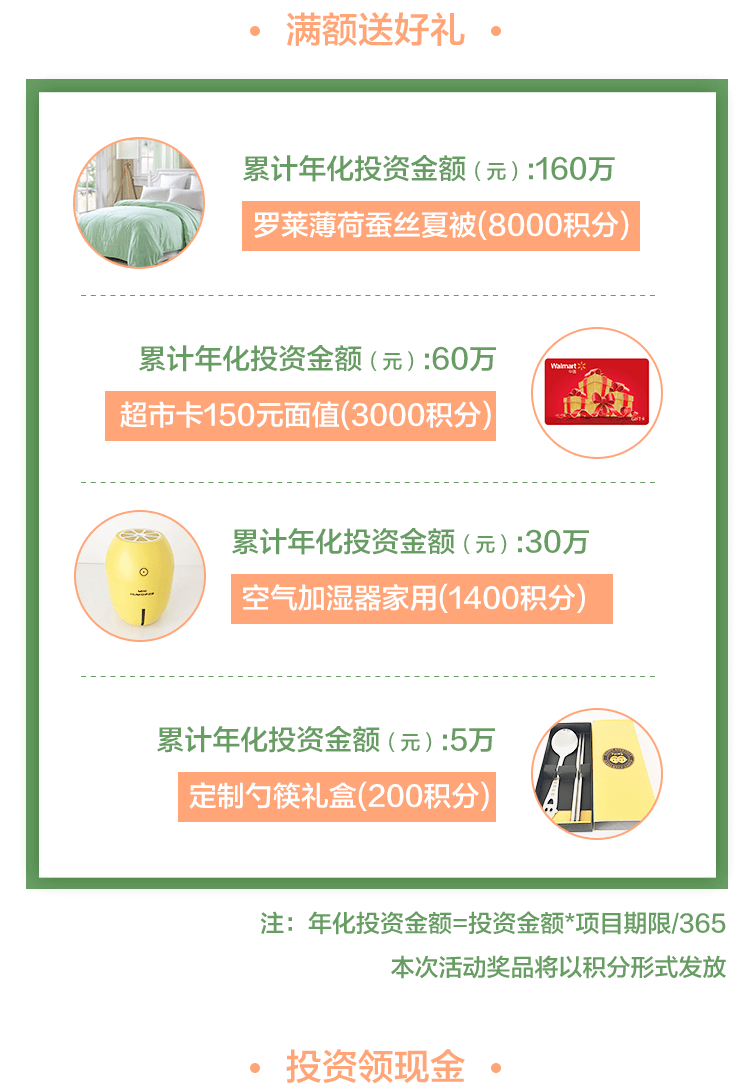 满额送好礼
累计年化投资金额（元）:160万
罗莱薄荷蚕丝夏被(8000积分)
累计年化投资金额（元）:60万
超市卡150元面值(3000积分)
Walmart
中国
累计年化投资金额（元）:30万
空气加湿器家用(1400积分)
累计年化投资金额（元）:5万
定制勺筷礼盒(200积分)
注：年化投资金额=投资金额*项目期限/365
本次活动奖品将以积分形式发放
投资领现金